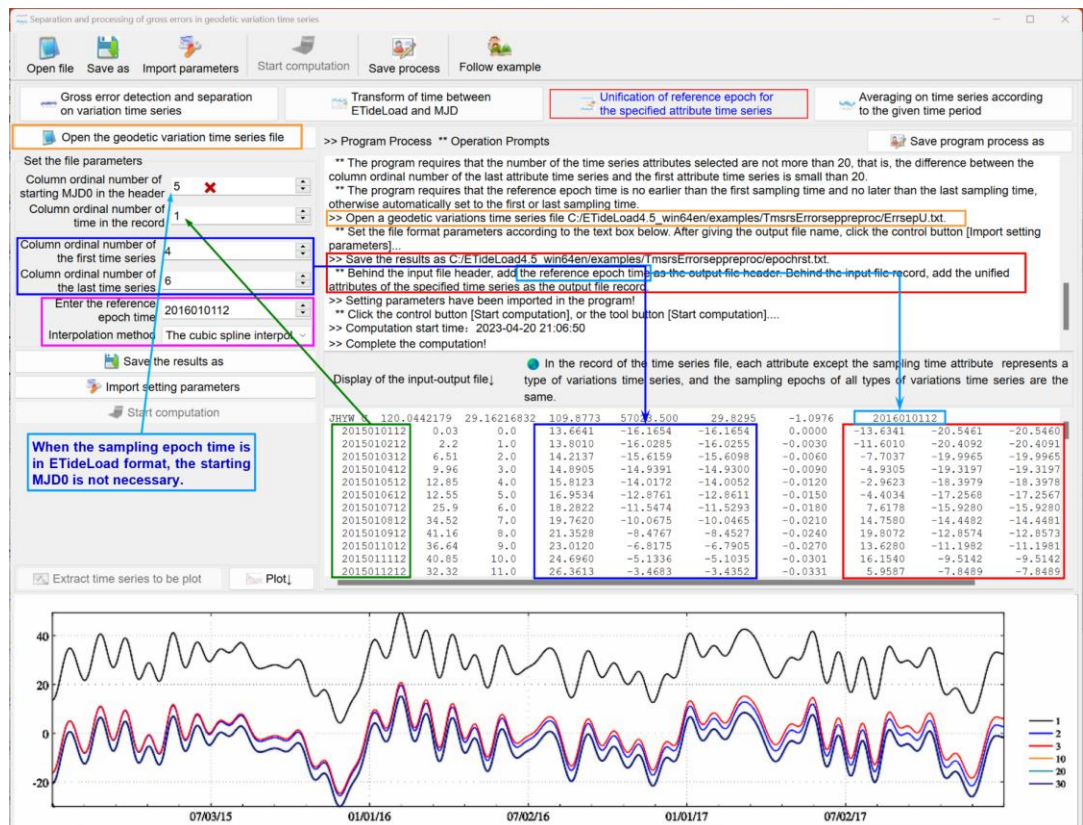 Separation and processing of gross errors in geodetic variation time series
Open file
Save as
Import parameters
Start computation
Save process
Follow example
Gross error detection and separation
on variation time series
Transform of time between
ETideLoad and MJD
Unification of reference epoch for
the specified attribute time series
Averaging on time series according
to the given time period
Open the geodetic variation time series file
>> Program Process ** Operation Prompts
Save program process as
Set the file parameters
Column ordinal number of
starting MJD0 in the header
5
Column ordinal number of
time in the record
1
Column ordinal number of
the first time series
4
Column ordinal number of
the last time series
6
Enter the reference
epoch time
2016010112
Interpolation method
The cubic spline interpol
Save the results as
Import setting parameters
Start computation
When the sampling epoch time is
in ETideLoad format, the starting
MJD0 is not necessary.
Extract time series to be plot
Plot↓
** The program requires that the number of the time series attributes selected are not more than 20, that is, the difference between the
column ordinal number of the last attribute time series and the first attribute time series is small than 20.
** The program requires that the reference epoch time is no earlier than the first sampling time and no later than the last sampling time,
otherwise automatically set to the first or last sampling time.
>> Open a geodetic variations time series file C:/ETideLoad4.5_win64en/examples/TmsrsErrorseppreproc/ErrsepU.txt.
** Set the file format parameters according to the text box below. After giving the output file name, click the control button [Import setting
parameters]...
>> Save the results as C:/ETideLoad4.5_win64en/examples/TmsrsErrorseppreproc/epochrst.txt.
** Behind the input file header, add the reference epoch time as the output file header. Behind the input file record, add the unified
attributes of the specified time series as the output file record.
>> Setting parameters have been imported in the program!
** Click the control button [Start computation], or the tool button [Start computation]....
>> Computation start time: 2023-04-20 21:06:50
>> Complete the computation!
Display of the input-output file↓
In the record of the time series file, each attribute except the sampling time attribute represents a
type of variations time series, and the sampling epochs of all types of variations time series are the
same.
JHYW 120.0442179 29.16216832 109.8773 29.8295 -1.0976 2016010112
2015010112 0.03 0.0 13.6641 -16.1654 -16.1654 0.0000 -13.6341 -20.5461 -20.5460
2015010212 2.2 1.0 13.8010 -16.0285 -16.0255 -0.0030 -11.6010 -20.4092 -20.4091
2015010312 6.51 2.0 14.2137 -15.6159 -15.6098 -0.0060 -7.7037 -19.9965 -19.9965
2015010412 9.96 3.0 14.8905 -14.9391 -14.9300 -0.0090 -4.9305 -19.3197 -19.3197
2015010512 12.85 4.0 15.8123 -14.0172 -14.0052 -0.0120 -2.9623 -18.3979 -18.3978
2015010612 12.55 5.0 16.9534 -12.8761 -12.8611 -0.0150 -4.4034 -17.2568 -17.2567
2015010712 25.9 6.0 18.2822 -11.5474 -11.5293 -0.0180 7.6178 -15.9280 -15.9280
2015010812 34.52 7.0 19.7620 -10.0675 -10.0465 -0.0210 14.7580 -14.4482 -14.4481
2015010912 41.16 8.0 21.3528 -8.4767 -8.4527 -0.0240 19.8072 -12.8574 -12.8573
2015011012 36.64 9.0 23.0120 -6.8175 -6.7905 -0.0270 13.6280 -11.1982 -11.1981
2015011112 40.85 10.0 24.6960 -5.1336 -5.1035 -0.0301 16.1540 -9.5142 -9.5142
2015011212 32.32 11.0 26.3613 -3.4683 -3.4352 -0.0331 5.9587 -7.8489 -7.8489
40
20
0
-20
07/03/15
01/01/16
07/02/16
01/01/17
07/02/17
1
2
3
10
20
30